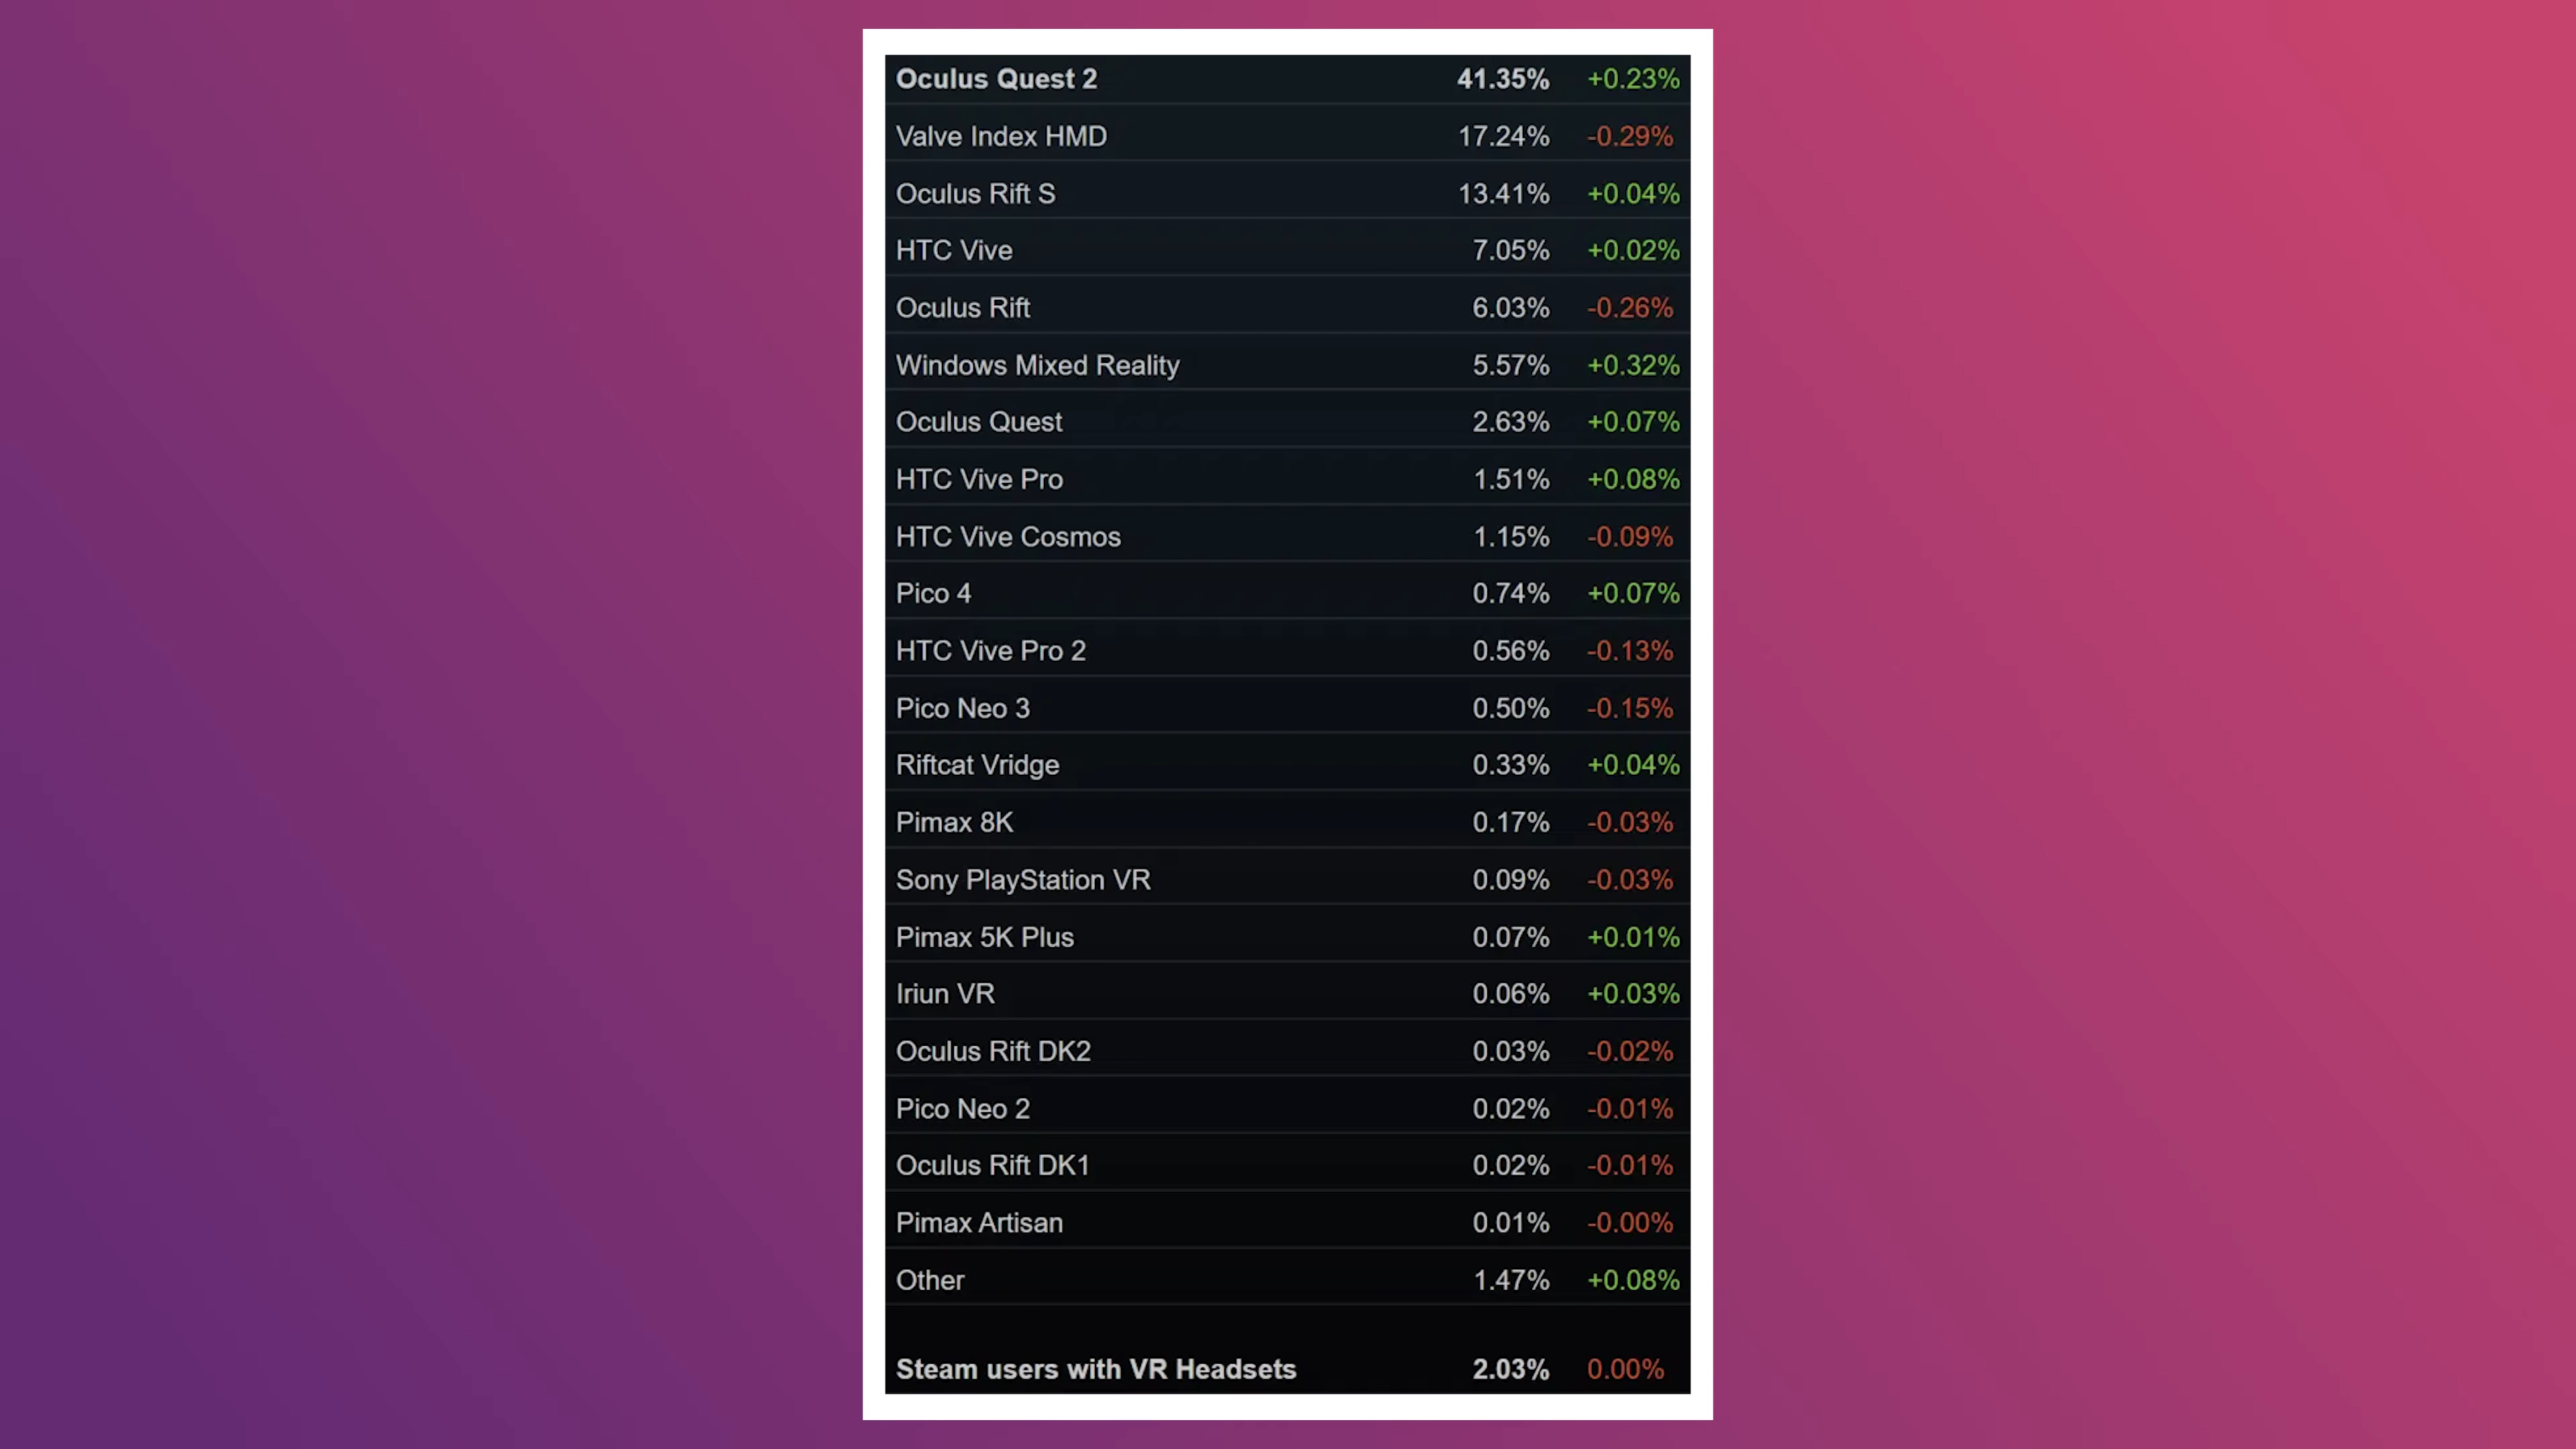 Oculus Quest 2 41.35% +0.23%
Valve Index HMD 17.24% -0.29%
Oculus Rift S 13.41% +0.04%
HTC Vive 7.05% +0.02%
Oculus Rift 6.03% -0.26%
Windows Mixed Reality 5.57% +0.32%
Oculus Quest 2.63% +0.07%
HTC Vive Pro 1.51% +0.08%
HTC Vive Cosmos 1.15% -0.09%
Pico 4 0.74% +0.07%
HTC Vive Pro 2 0.56% -0.13%
Pico Neo 3 0.50% -0.15%
Riftcat Vridge 0.33% +0.04%
Pimax 8K 0.17% -0.03%
Sony PlayStation VR 0.09% -0.03%
Pimax 5K Plus 0.07% +0.01%
Iriun VR 0.06% +0.03%
Oculus Rift DK2 0.03% -0.02%
Pico Neo 2 0.02% -0.01%
Oculus Rift DK1 0.02% -0.01%
Pimax Artisan 0.01% -0.00%
Other 1.47% +0.08%
Steam users with VR Headsets 2.03% 0.00%